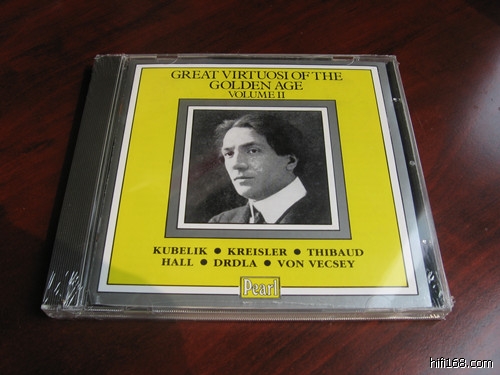 GREAT VIRTUOSI OF THE
GOLDEN AGE
VOLUME II
KUBELIK ● KREISLER ● THIBAUD
HALL ● DRDLA ● VON VECSEY
Pearl
hifi168.com